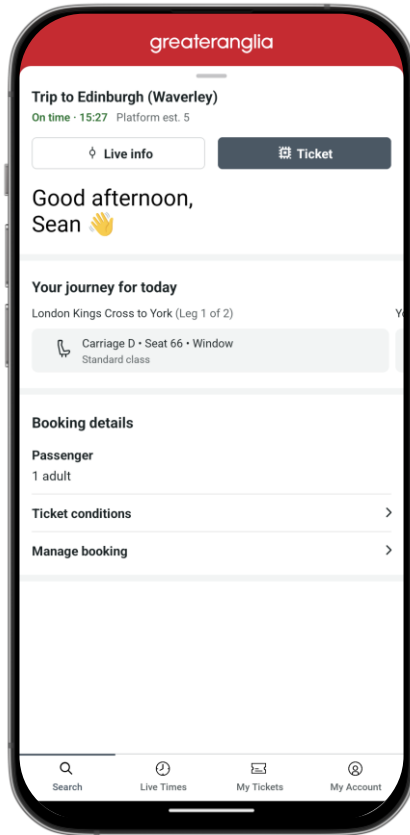 greateranglia
Trip to Edinburgh (Waverley)
On time · 15:27 Platform est. 5
Live info
Ticket
Good afternoon,
Sean 👋
Your journey for today
London Kings Cross to York (Leg 1 of 2)
Carriage D • Seat 66 • Window
Standard class
Booking details
Passenger
1 adult
Ticket conditions
Manage booking
Search
Live Times
My Tickets
My Account